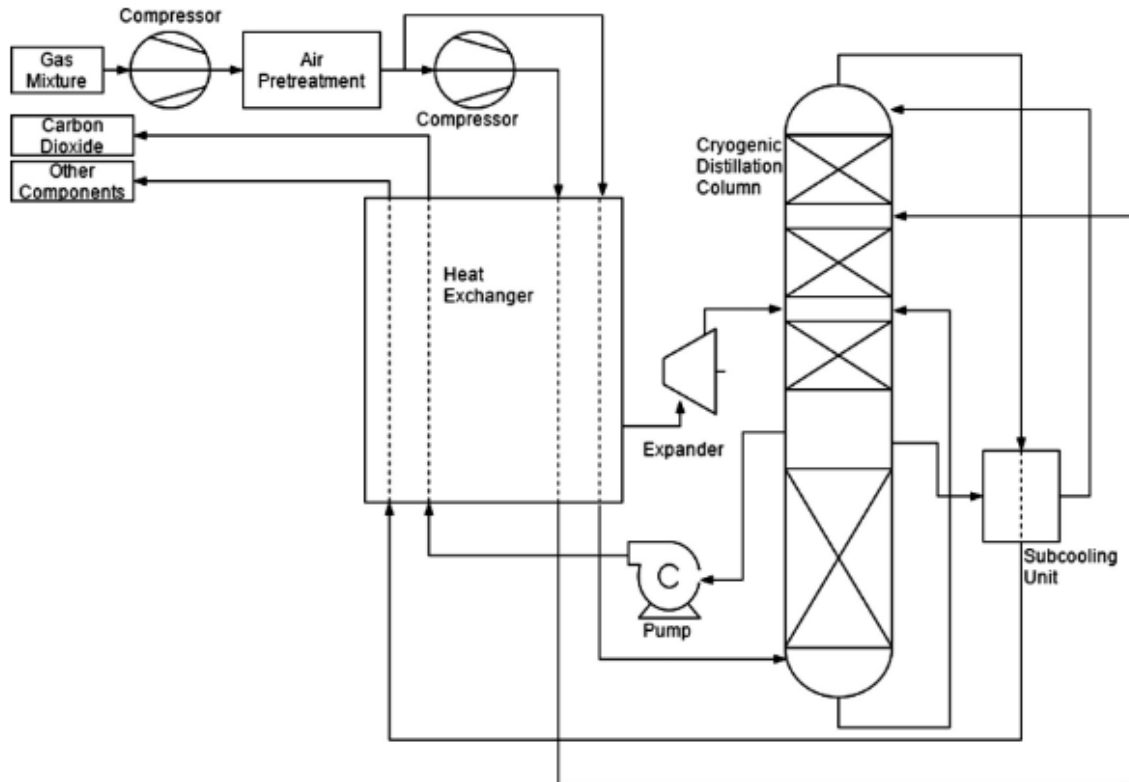 Compressor
Gas
Mixture
Air
Pretreatment
Compressor
Carbon
Dioxide
Other
Components
Cryogenic
Distillation
Column
Heat
Exchanger
Expander
Subcooling
Unit
C
Pump